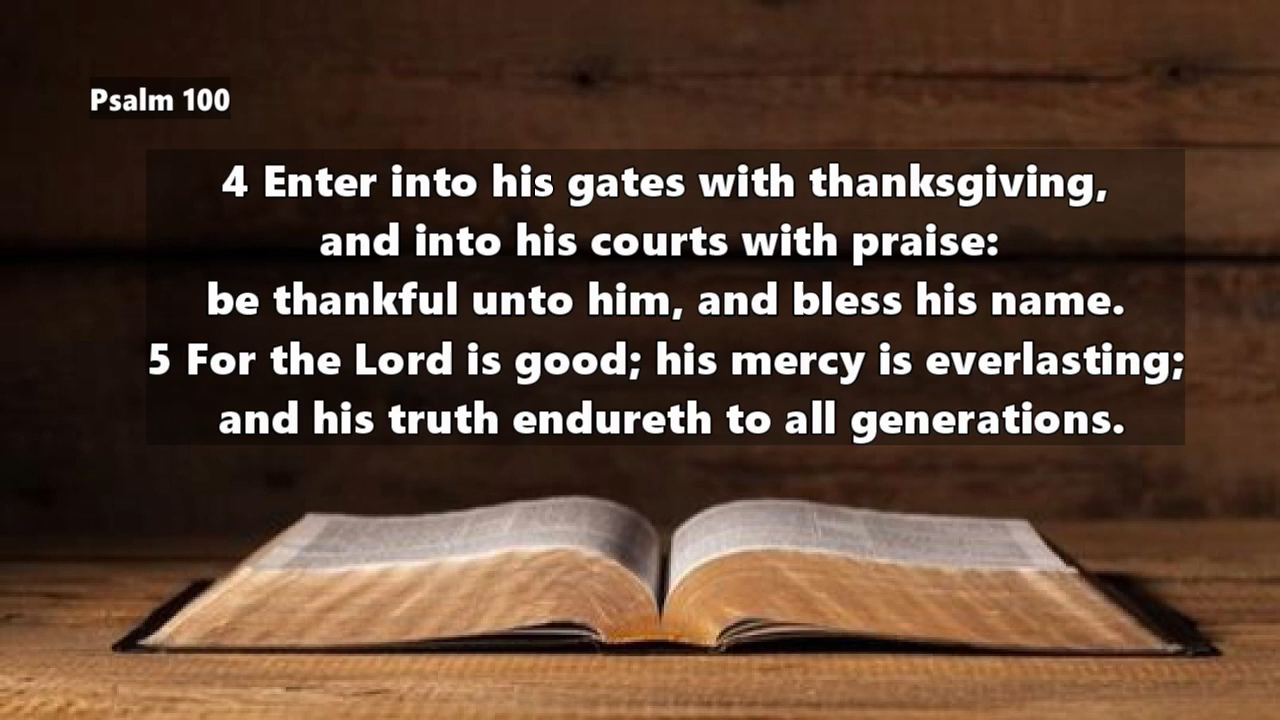 Psalm 100
4 Enter into his gates with thanksgiving,
and into his courts with praise:
be thankful unto him, and bless his name.
5 For the Lord is good; his mercy is everlasting;
and his truth endureth to all generations.